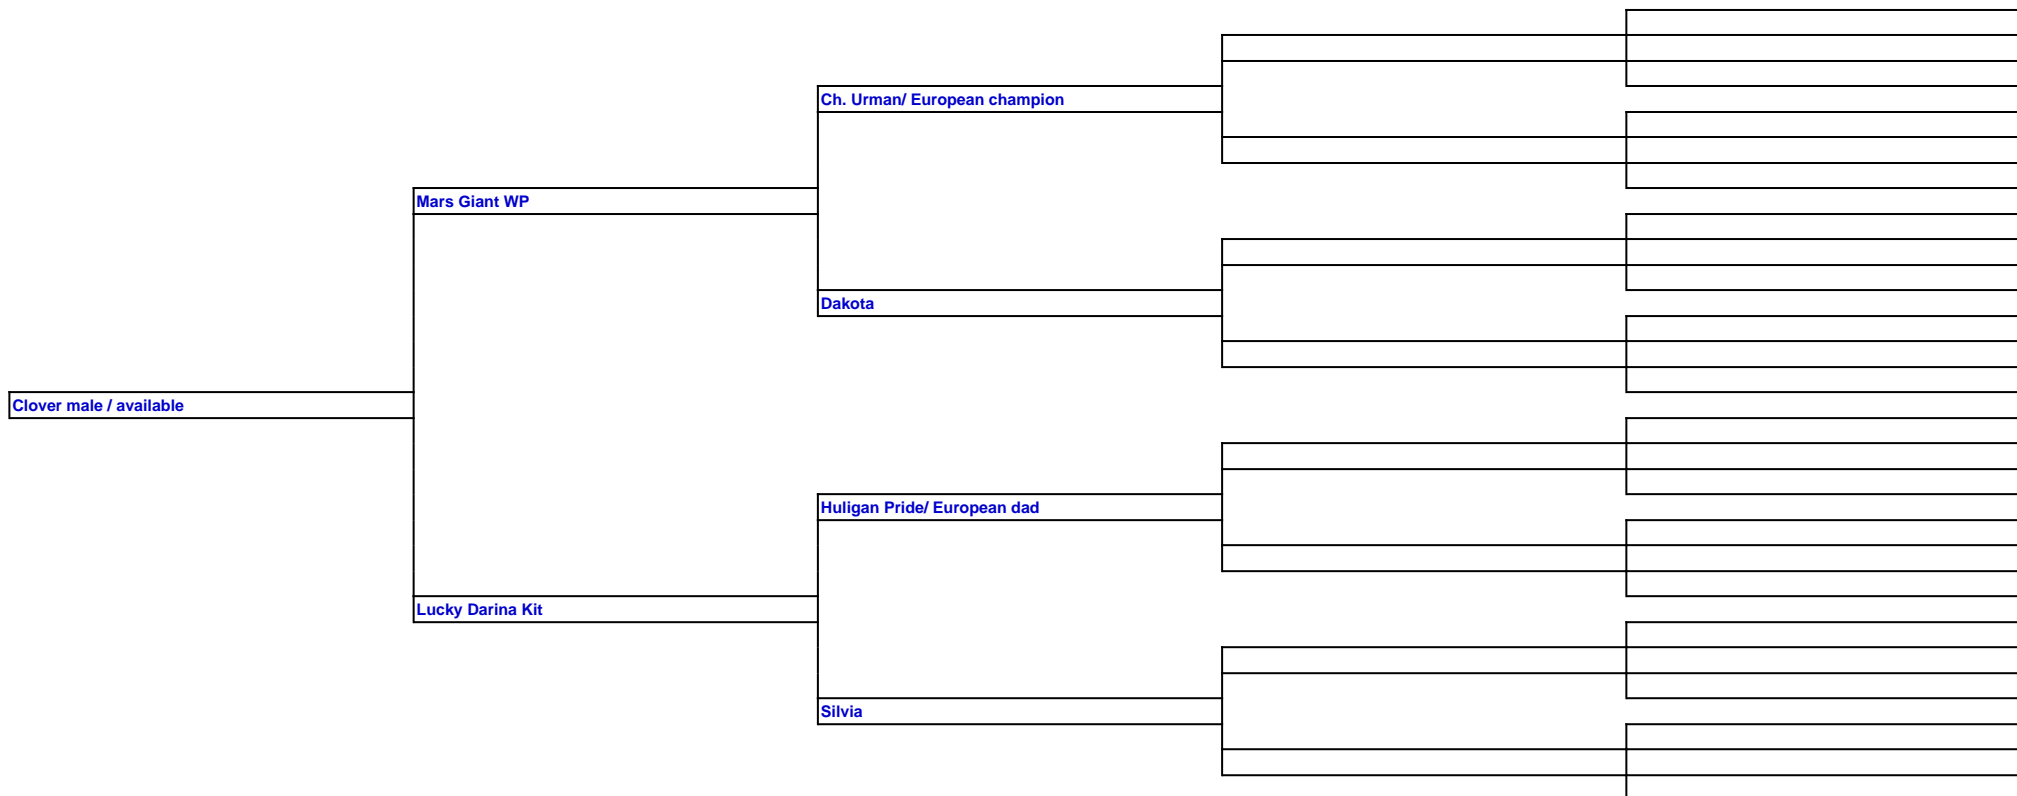 Ch. Urman/ European champion
Mars Giant WP
Dakota
Clover male / available
Huligan Pride/ European dad
Lucky Darina Kit
Silvia